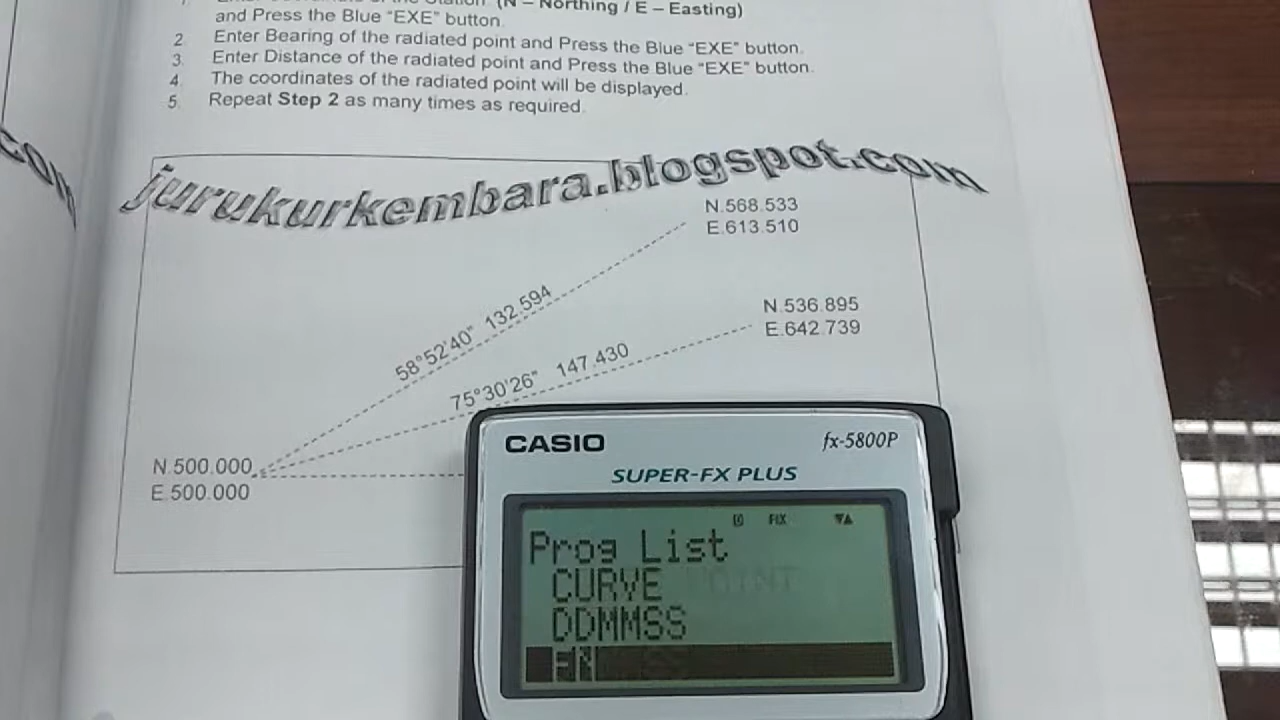 (N – Northing / E – Easting)
and Press the Blue “EXE” button
2. Enter Bearing of the radiated point and Press the Blue “EXE” button.
3. Enter Distance of the radiated point and Press the Blue “EXE” button.
4. The coordinates of the radiated point will be displayed.
5. Repeat Step 2 as many times as required.
jurukurkembara.blogspot.com
N.568.533
E.613.510
58°52'40" 132.594
N.536.895
E.642.739
75°30'26" 147.430
N.500.000
E.500.000
CASIO
fx-5800P
SUPER-FX PLUS
D FIX ▼▲
Prog List
CURVE
DDMMSS